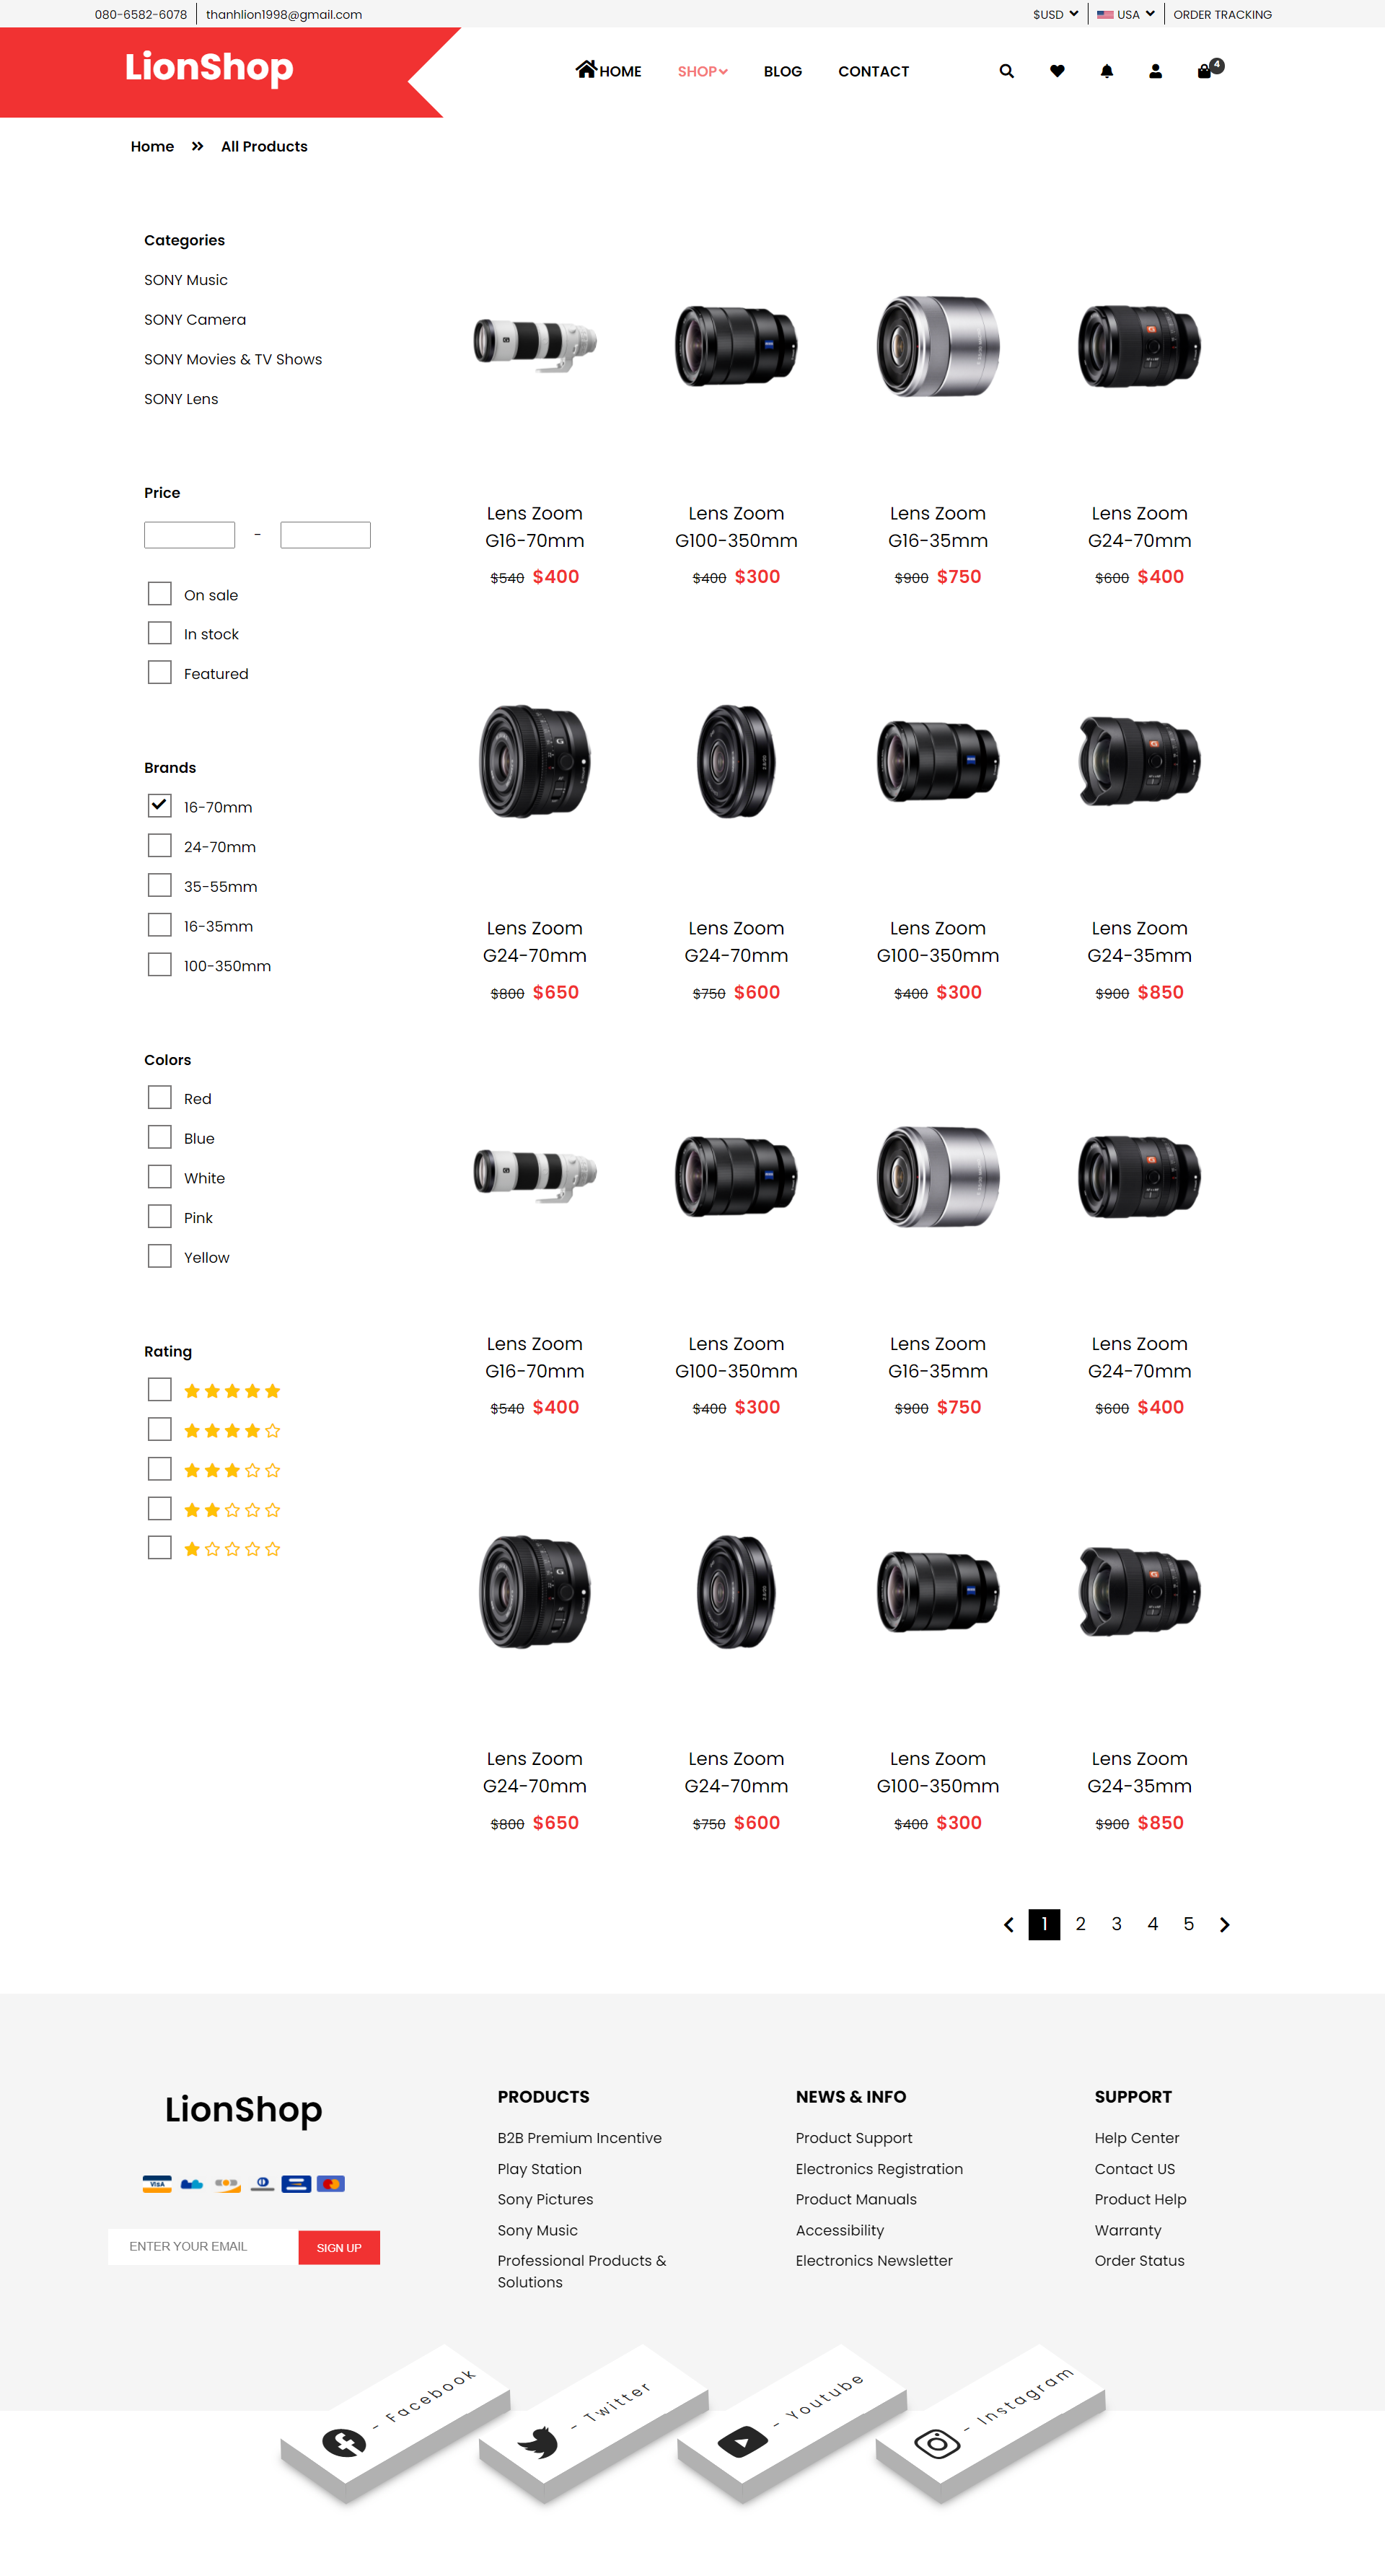 080-6582-6078 thanhlion1998@gmail.com $USD USA ORDER TRACKING
LionShop HOME SHOP BLOG CONTACT 4
Home All Products
Categories
SONY Music
SONY Camera
SONY Movies & TV Shows
SONY Lens
Price
-
On sale
In stock
Featured
Brands
16-70mm
24-70mm
35-55mm
16-35mm
100-350mm
Colors
Red
Blue
White
Pink
Yellow
Rating
Lens Zoom
G16-70mm
$540 $400
Lens Zoom
G100-350mm
$400 $300
Lens Zoom
G16-35mm
$900 $750
Lens Zoom
G24-70mm
$600 $400
Lens Zoom
G24-70mm
$800 $650
Lens Zoom
G24-70mm
$750 $600
Lens Zoom
G100-350mm
$400 $300
Lens Zoom
G24-35mm
$900 $850
Lens Zoom
G16-70mm
$540 $400
Lens Zoom
G100-350mm
$400 $300
Lens Zoom
G16-35mm
$900 $750
Lens Zoom
G24-70mm
$600 $400
Lens Zoom
G24-70mm
$800 $650
Lens Zoom
G24-70mm
$750 $600
Lens Zoom
G100-350mm
$400 $300
Lens Zoom
G24-35mm
$900 $850
1 2 3 4 5
LionShop
VISA
ENTER YOUR EMAIL SIGN UP
PRODUCTS
B2B Premium Incentive
Play Station
Sony Pictures
Sony Music
Professional Products &
Solutions
NEWS & INFO
Product Support
Electronics Registration
Product Manuals
Accessibility
Electronics Newsletter
SUPPORT
Help Center
Contact US
Product Help
Warranty
Order Status
- Facebook
- Twitter
- Youtube
- Instagram